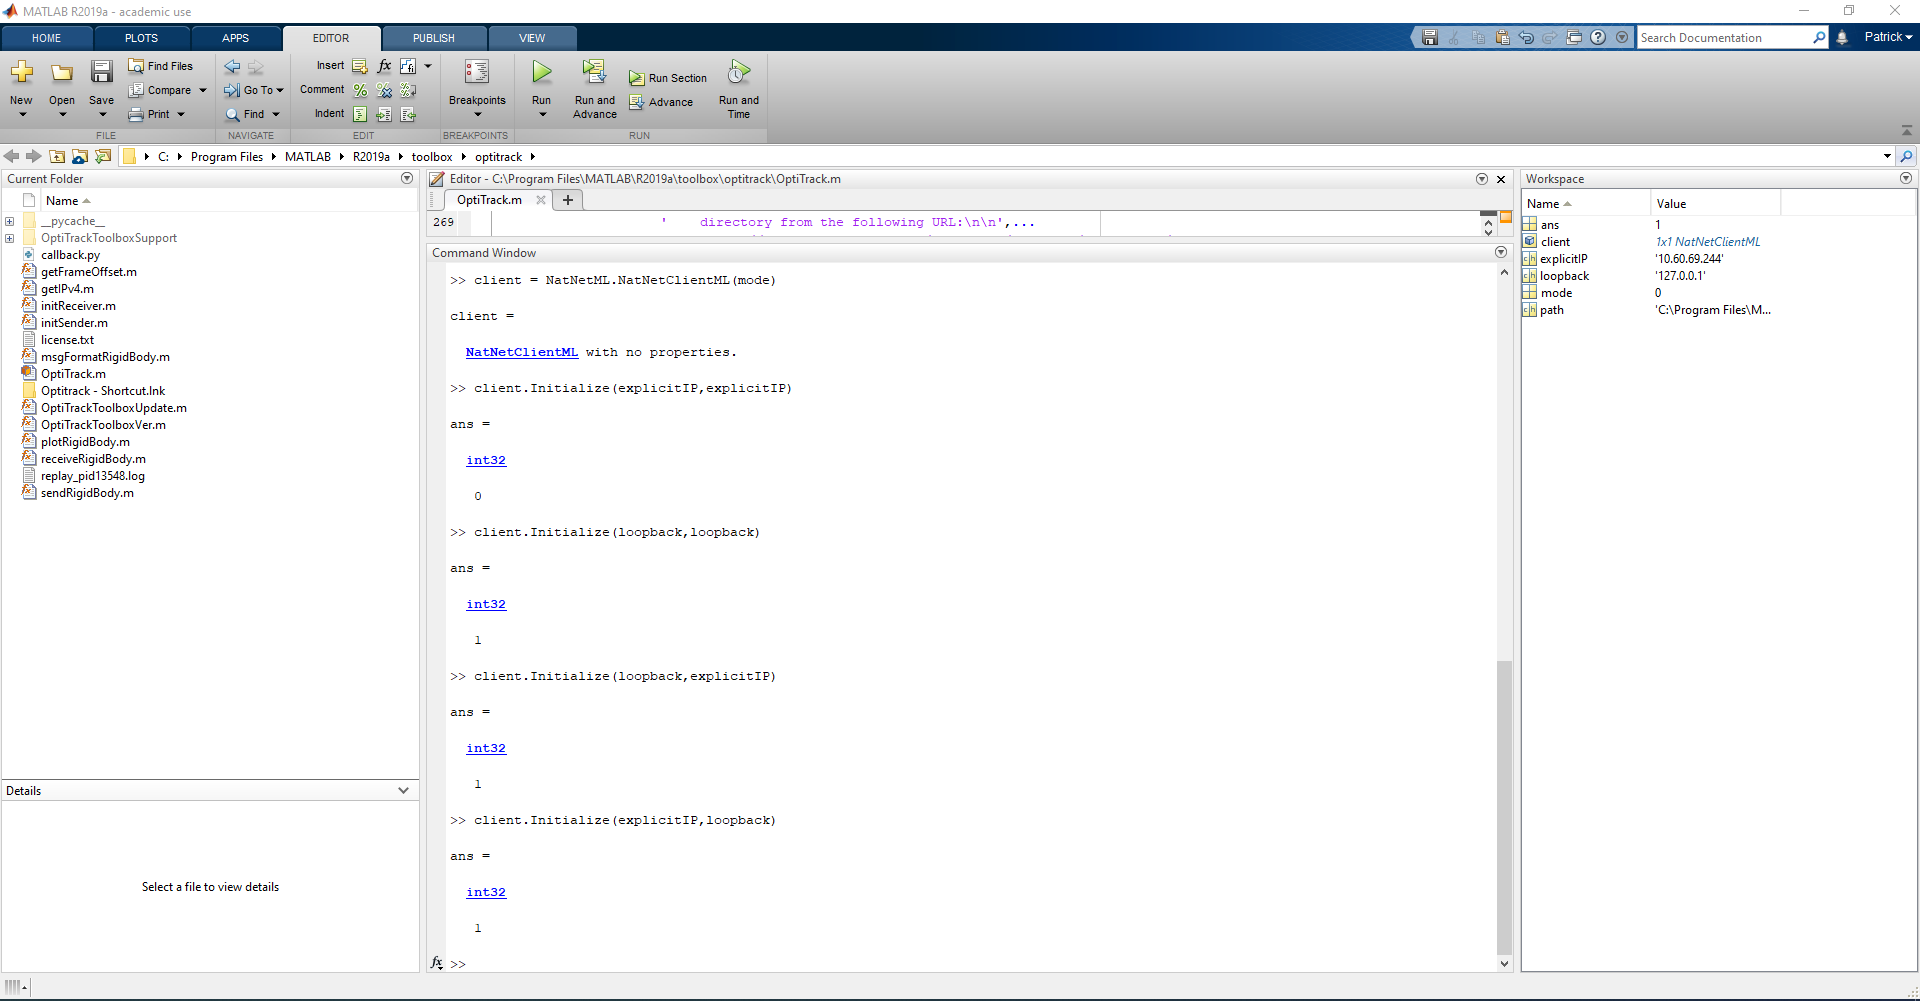 MATLAB R2019a - academic use
HOME PLOTS APPS EDITOR PUBLISH VIEW
Search Documentation
Patrick
New
Open
Save
Find Files
Compare
Print
FILE
Go To
Find
NAVIGATE
Insert
Comment
Indent
EDIT
Breakpoints
BREAKPOINTS
Run
Run and
Advance
Run Section
Advance
Run and
Time
RUN
C: Program Files MATLAB R2019a toolbox optitrack
Current Folder
Name
__pycache__
OptiTrackToolboxSupport
callback.py
getFrameOffset.m
getIPv4.m
initReceiver.m
initSender.m
license.txt
msgFormatRigidBody.m
OptiTrack.m
Optitrack - Shortcut.lnk
OptiTrackToolboxUpdate.m
OptiTrackToolboxVer.m
plotRigidBody.m
receiveRigidBody.m
replay_pid13548.log
sendRigidBody.m
Details
Select a file to view details
Editor - C:\Program Files\MATLAB\R2019a\toolbox\optitrack\OptiTrack.m
OptiTrack.m
269 ' directory from the following URL:\n\n',...
Command Window
>> client = NatNetML.NatNetClientML(mode)
client =
NatNetClientML with no properties.
>> client.Initialize(explicitIP,explicitIP)
ans =
int32
0
>> client.Initialize(loopback,loopback)
ans =
int32
1
>> client.Initialize(loopback,explicitIP)
ans =
int32
1
>> client.Initialize(explicitIP,loopback)
ans =
int32
1
fx >>
Workspace
Name Value
ans 1
client 1x1 NatNetClientML
explicitIP '10.60.69.244'
loopback '127.0.0.1'
mode 0
path 'C:\Program Files\M...